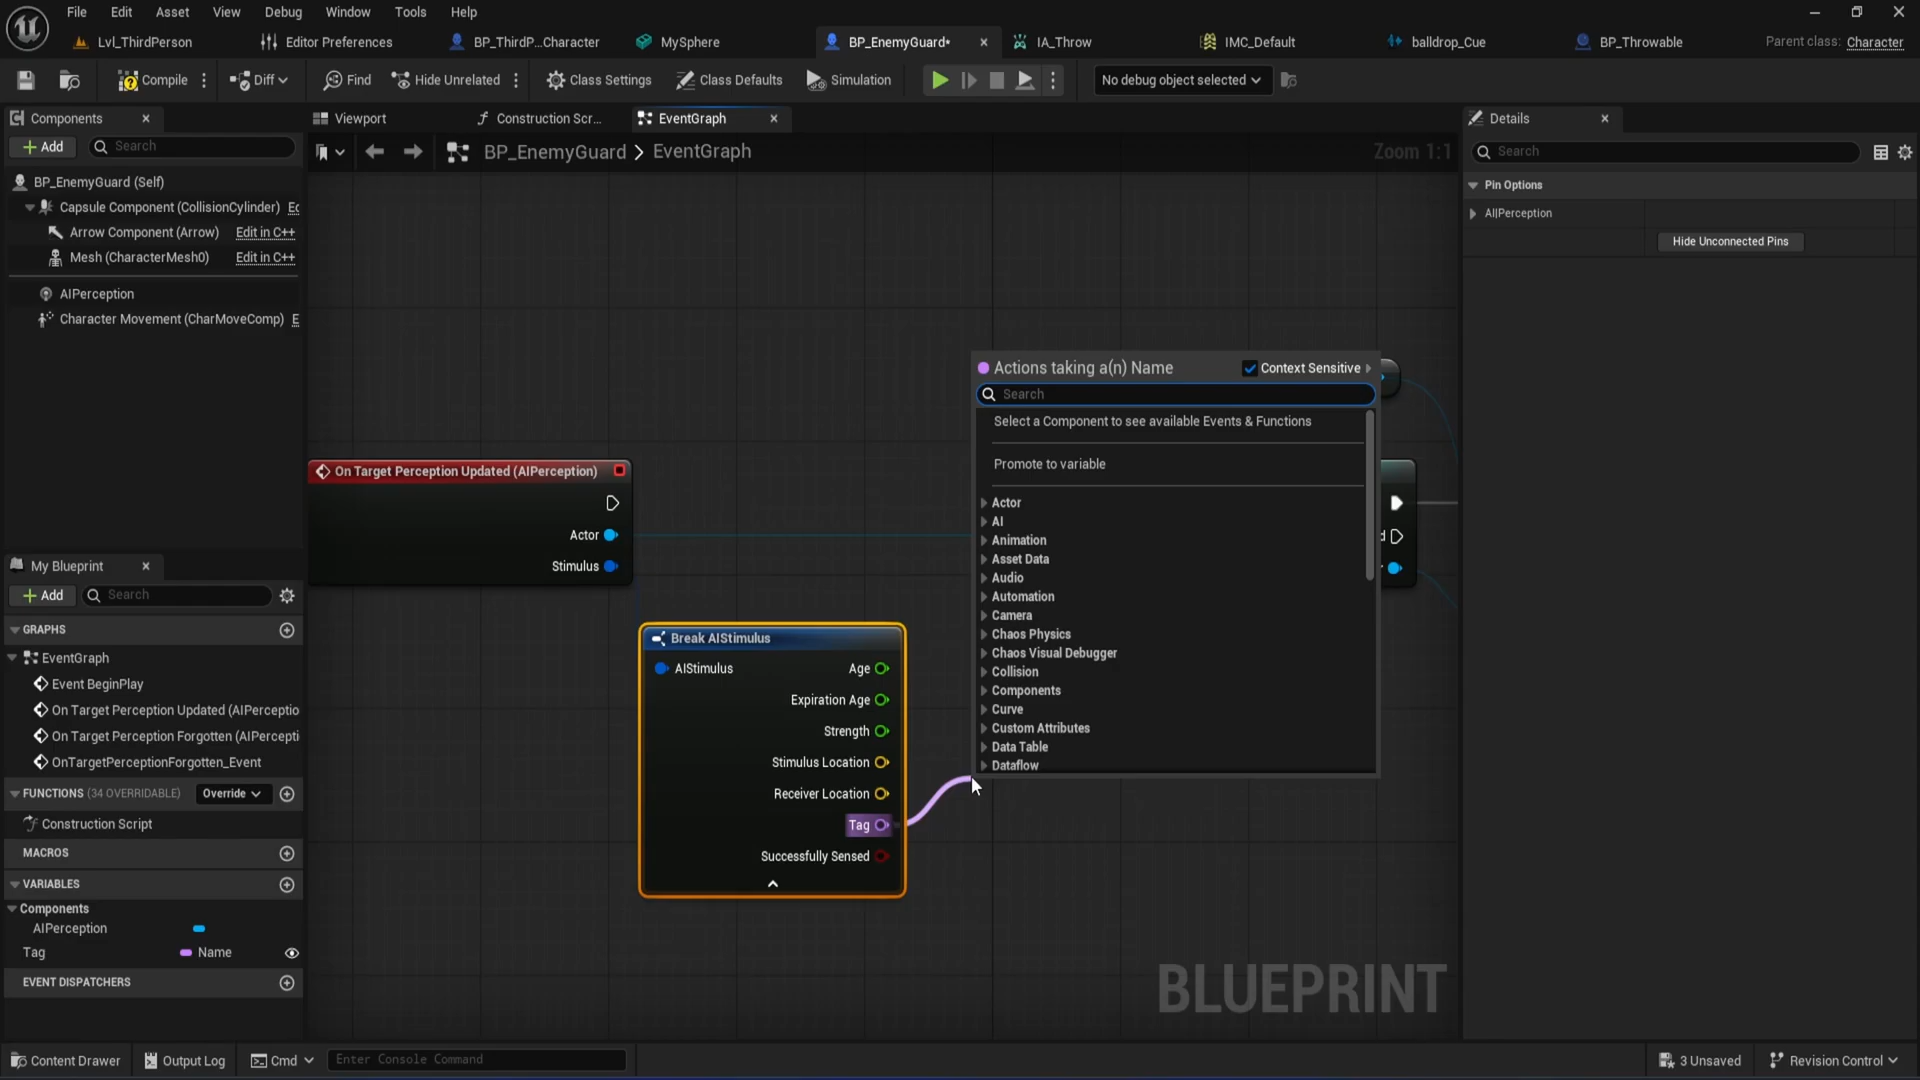 File Edit Asset View Debug Window Tools Help
Lvl_ThirdPerson Editor Preferences BP_ThirdP...Character MySphere BP_EnemyGuard* IA_Throw IMC_Default balldrop_Cue BP_Throwable Parent class: Character
Compile Diff Find Hide Unrelated Class Settings Class Defaults Simulation No debug object selected
Components
Add
Search
BP_EnemyGuard (Self)
Capsule Component (CollisionCylinder)
Arrow Component (Arrow) Edit in C++
Mesh (CharacterMesh0) Edit in C++
AIPerception
Character Movement (CharMoveComp)
My Blueprint
Add
Search
GRAPHS
EventGraph
Event BeginPlay
On Target Perception Updated (AIPerceptio
On Target Perception Forgotten (AIPercepti
OnTargetPerceptionForgotten_Event
FUNCTIONS (34 OVERRIDABLE) Override
Construction Script
MACROS
VARIABLES
Components
AIPerception
Tag Name
EVENT DISPATCHERS
Viewport Construction Scr... EventGraph
BP_EnemyGuard > EventGraph
Zoom 1:1
On Target Perception Updated (AIPerception)
Actor
Stimulus
Break AIStimulus
AIStimulus Age
Expiration Age
Strength
Stimulus Location
Receiver Location
Tag
Successfully Sensed
Actions taking a(n) Name Context Sensitive
Search
Select a Component to see available Events & Functions
Promote to variable
Actor
AI
Animation
Asset Data
Audio
Automation
Camera
Chaos Physics
Chaos Visual Debugger
Collision
Components
Curve
Custom Attributes
Data Table
Dataflow
BLUEPRINT
Details
Search
Pin Options
AI|Perception
Hide Unconnected Pins
Content Drawer Output Log Cmd Enter Console Command 3 Unsaved Revision Control